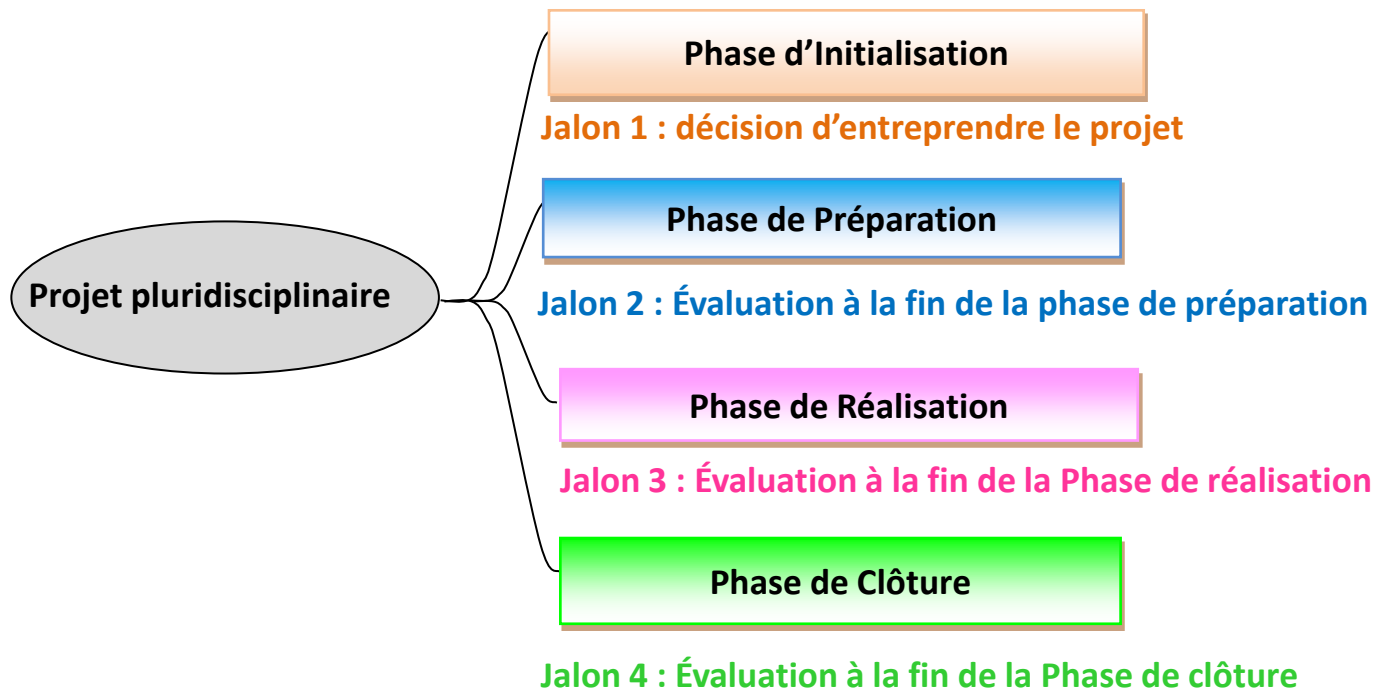 Phase d'Initialisation
Jalon 1 : décision d'entreprendre le projet
Phase de Préparation
Projet pluridisciplinaire
Jalon 2 : Évaluation à la fin de la phase de préparation
Phase de Réalisation
Jalon 3 : Évaluation à la fin de la Phase de réalisation
Phase de Clôture
Jalon 4 : Évaluation à la fin de la Phase de clôture